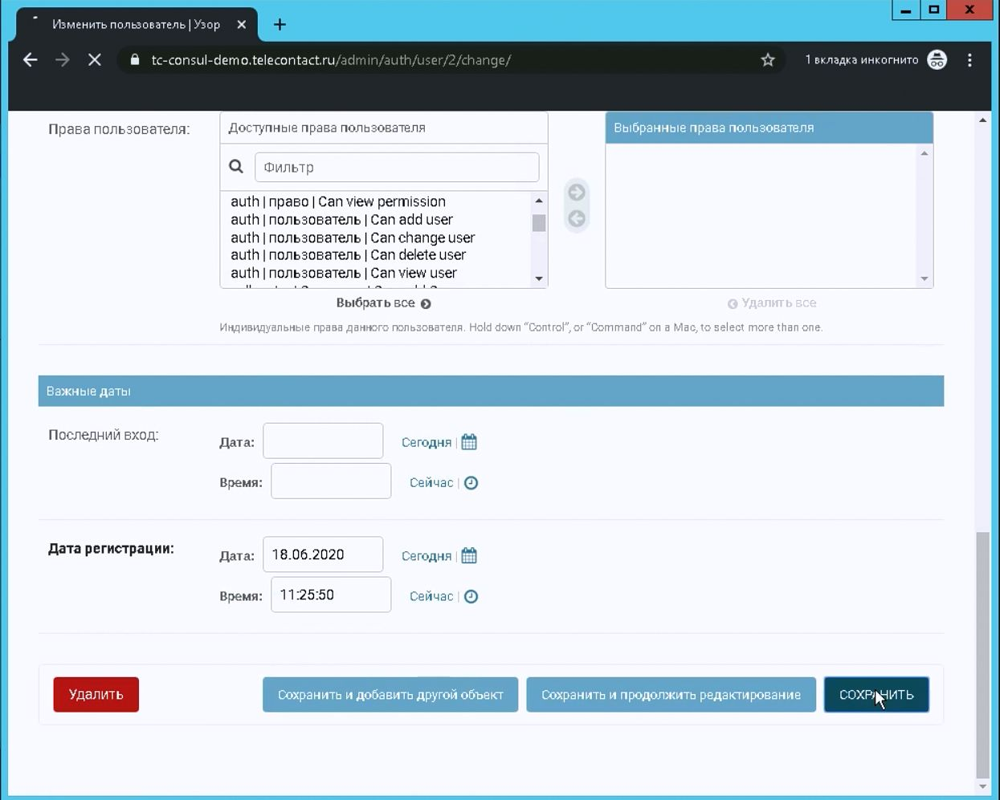 Изменить пользователь | Узор
tc-consul-demo.telecontact.ru/admin/auth/user/2/change/
1 вкладка инкогнито
Права пользователя:
Доступные права пользователя
Фильтр
auth | право | Can view permission
auth | пользователь | Can add user
auth | пользователь | Can change user
auth | пользователь | Can delete user
auth | пользователь | Can view user
Выбрать все
Выбранные права пользователя
Удалить все
Индивидуальные права данного пользователя. Hold down “Control”, or “Command” on a Mac, to select more than one.
Важные даты
Последний вход:
Дата:
Сегодня |
Время:
Сейчас |
Дата регистрации:
Дата: 18.06.2020
Сегодня |
Время: 11:25:50
Сейчас |
Удалить
Сохранить и добавить другой объект
Сохранить и продолжить редактирование
СОХРАНИТЬ